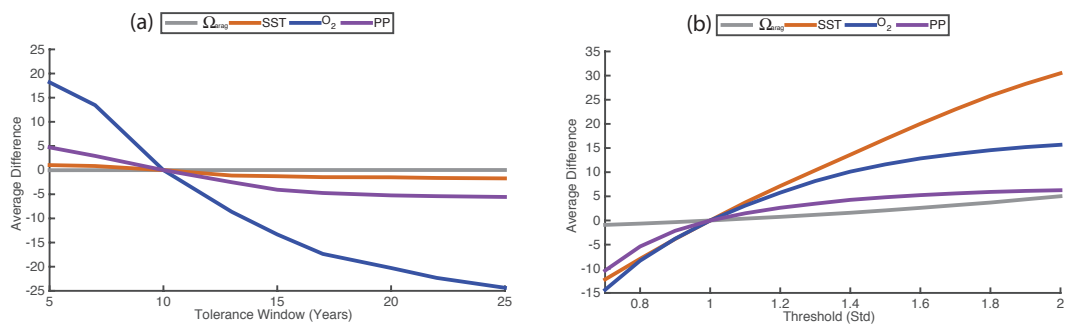 (a)
Ωarag SST O2 PP
25
20
15
10
5
0
-5
-10
-15
-20
-25
Average Difference
5 10 15 20 25
Tolerance Window (Years)
(b)
Ωarag SST O2 PP
35
30
25
20
15
10
5
0
-5
-10
-15
Average Difference
0.8 1 1.2 1.4 1.6 1.8 2
Threshold (Std)